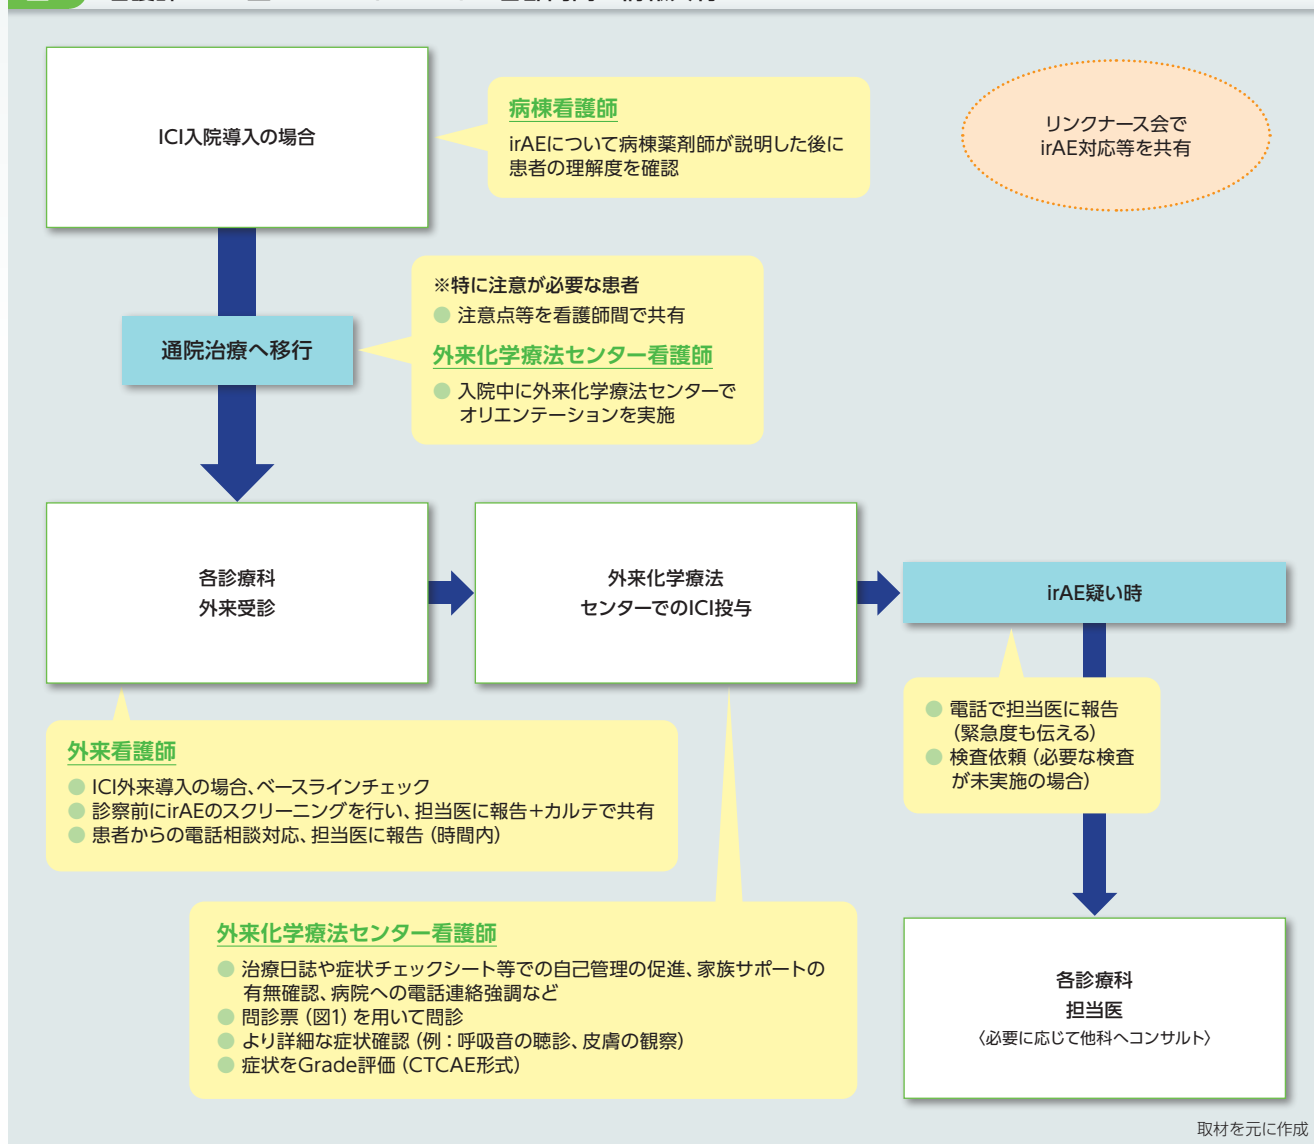 ICI入院導入の場合
病棟看護師
irAEについて病棟薬剤師が説明した後に
患者の理解度を確認
リンクナース会で
irAE対応等を共有
※特に注意が必要な患者
● 注意点等を看護師間で共有
外来化学療法センター看護師
● 入院中に外来化学療法センターで
オリエンテーションを実施
通院治療へ移行
各診療科
外来受診
外来化学療法
センターでのICI投与
irAE疑い時
● 電話で担当医に報告
（緊急度も伝える）
● 検査依頼（必要な検査
が未実施の場合）
外来看護師
● ICI外来導入の場合、ベースラインチェック
● 診察前にirAEのスクリーニングを行い、担当医に報告＋カルテで共有
● 患者からの電話相談対応、担当医に報告（時間内）
外来化学療法センター看護師
● 治療日誌や症状チェックシート等での自己管理の促進、家族サポートの
有無確認、病院への電話連絡強調など
● 問診票（図1）を用いて問診
● より詳細な症状確認（例：呼吸音の聴診、皮膚の観察）
● 症状をGrade評価（CTCAE形式）
各診療科
担当医
〈必要に応じて他科へコンサルト〉
取材を元に作成